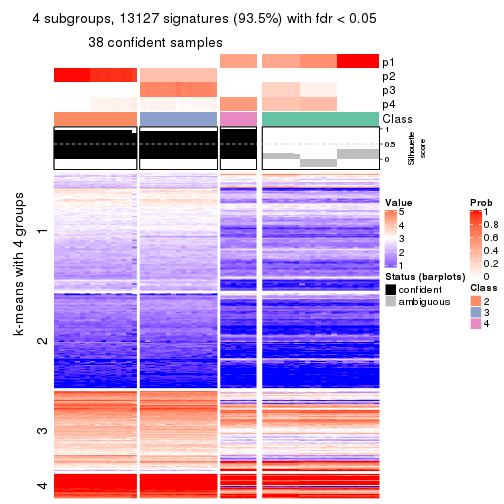 4 subgroups, 13127 signatures (93.5%) with fdr < 0.05
38 confident samples
p1
p2
p3
p4
Class
1
0.5
0
Silhouette
score
k-means with 4 groups
1
2
3
4
Value
5
4
3
2
1
Status (barplots)
confident
ambiguous
Prob
1
0.8
0.6
0.4
0.2
0
Class
2
3
4